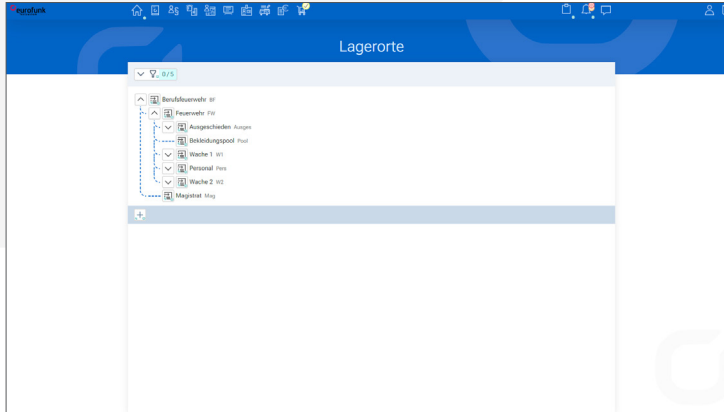 eurofunk
Lagerorte
0/5
Berufsfeuerwehr BF
Feuerwehr FW
Ausgeschieden Ausges
Bekleidungspool Pool
Wache 1 W1
Personal Pers
Wache 2 W2
Magistrat Mag